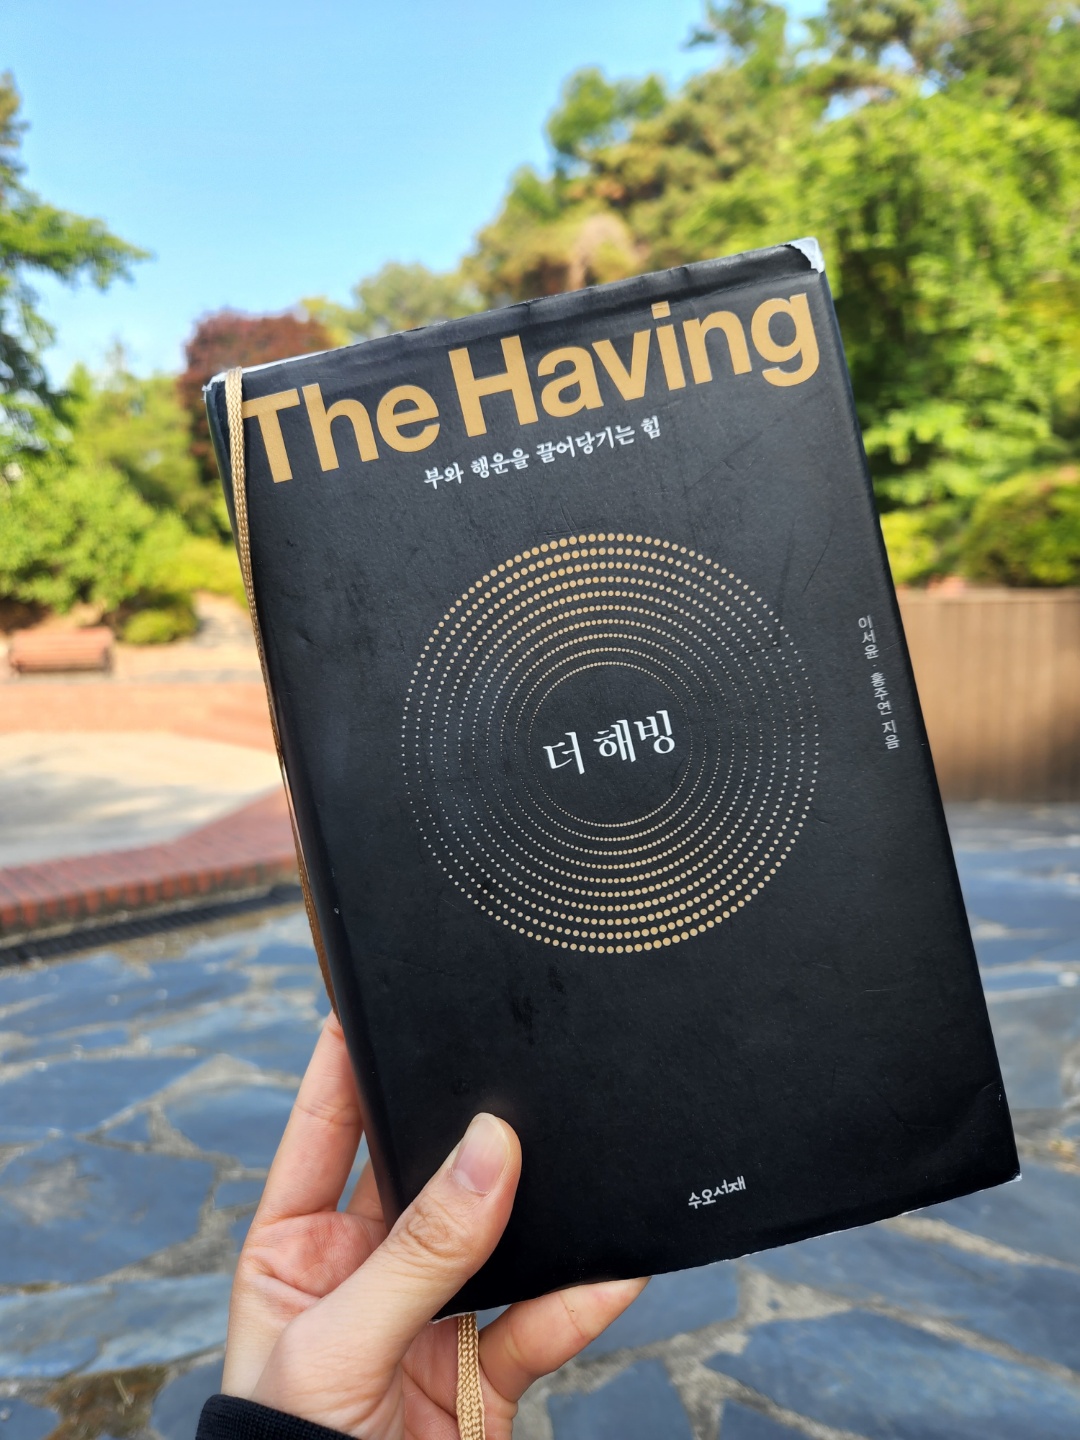 The Having
부와 행운을 끌어당기는 힘
더 해빙
이서윤·홍주연 지음
수오서재